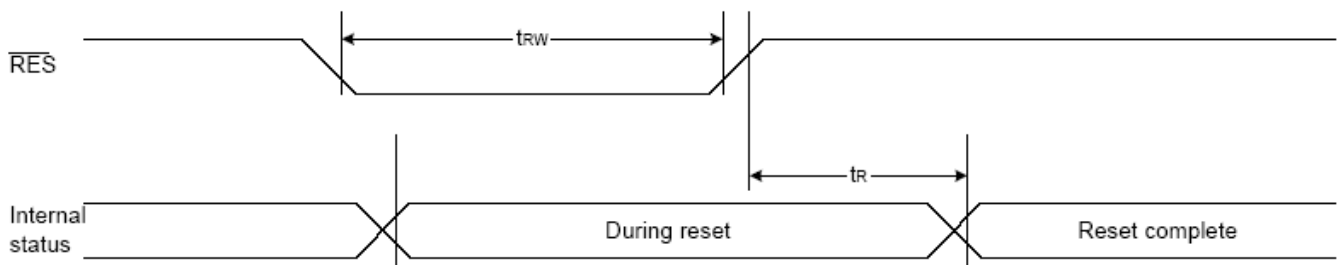 tRW
RES
tR
Internal
status
During reset
Reset complete